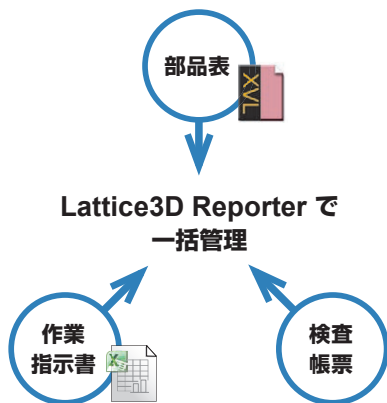 部品表
XVL
Lattice3D Reporter で
一括管理
作業
指示書
検査
帳票